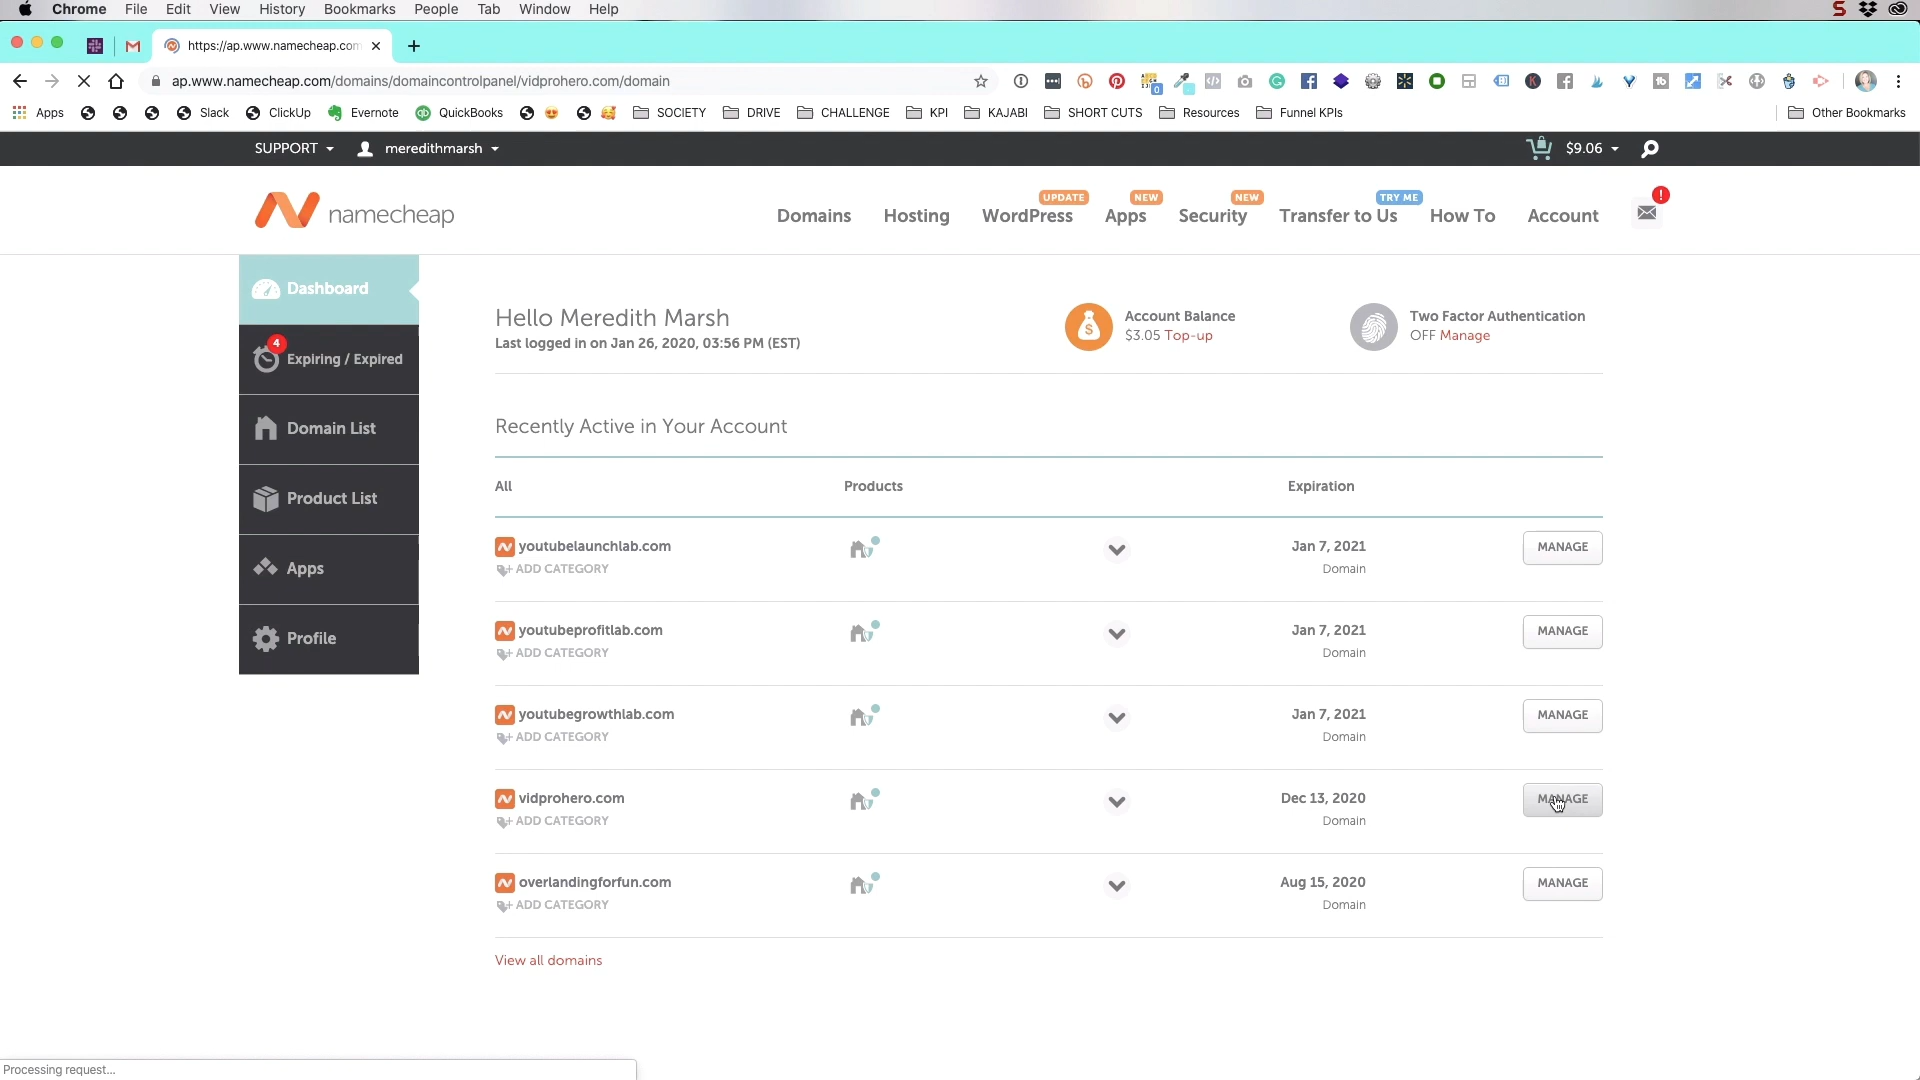 Chrome File Edit View History Bookmarks People Tab Window Help
https://ap.www.namecheap.com
ap.www.namecheap.com/domains/domaincontrolpanel/vidprohero.com/domain
Apps Slack ClickUp Evernote QuickBooks SOCIETY DRIVE CHALLENGE KPI KAJABI SHORT CUTS Resources Funnel KPIs Other Bookmarks
SUPPORT meredithmarsh $9.06
UPDATE NEW NEW TRY ME !
namecheap Domains Hosting WordPress Apps Security Transfer to Us How To Account
Dashboard
4
Expiring / Expired
Domain List
Product List
Apps
Profile
Hello Meredith Marsh
Last logged in on Jan 26, 2020, 03:56 PM (EST)
Account Balance
$3.05 Top-up
Two Factor Authentication
OFF Manage
Recently Active in Your Account
All Products Expiration
youtubelaunchlab.com Jan 7, 2021 MANAGE
ADD CATEGORY Domain
youtubeprofitlab.com Jan 7, 2021 MANAGE
ADD CATEGORY Domain
youtubegrowthlab.com Jan 7, 2021 MANAGE
ADD CATEGORY Domain
vidprohero.com Dec 13, 2020 MANAGE
ADD CATEGORY Domain
overlandingforfun.com Aug 15, 2020 MANAGE
ADD CATEGORY Domain
View all domains
Processing request...